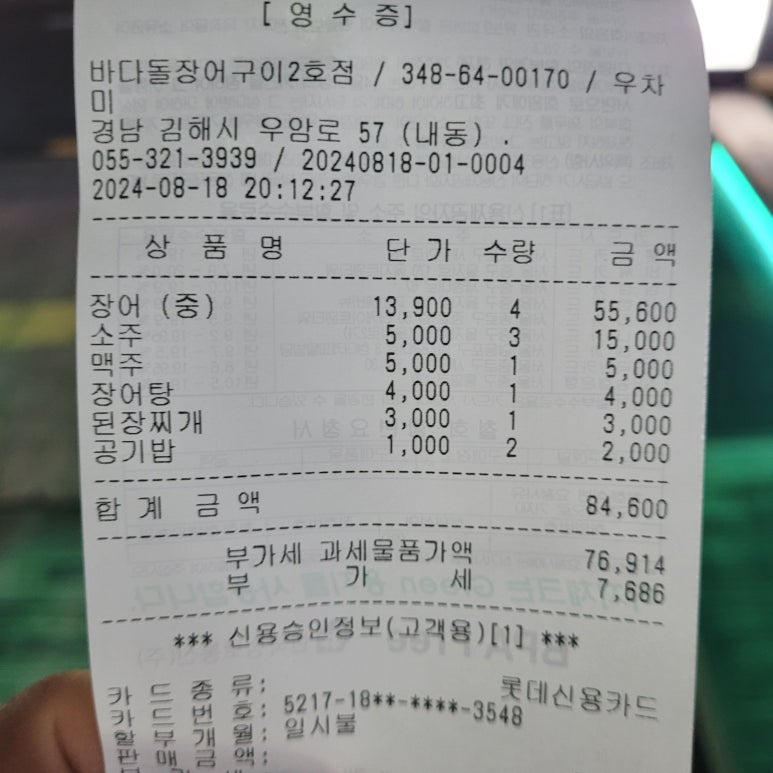 [ 영 수 증]
바다돌장어구이2호점 / 348-64-00170 / 우차
미
경남 김해시 우암로 57 (내동) .
055-321-3939 / 20240818-01-0004
2024-08-18 20:12:27
상 품 명 단 가 수량 금 액
장어 (중) 13,900 4 55,600
소주 5,000 3 15,000
맥주 5,000 1 5,000
장어탕 4,000 1 4,000
된장찌개 3,000 1 3,000
공기밥 1,000 2 2,000
합 계 금 액 84,600
부가세 과세물품가액 76,914
부 가 세 7,686
*** 신용승인정보(고객용)[1] ***
카 드 종 류: 롯데신용카드
카 드 번 호: 5217-18**-****-3548
할 부 개 월: 일시불
판 매 금 액: